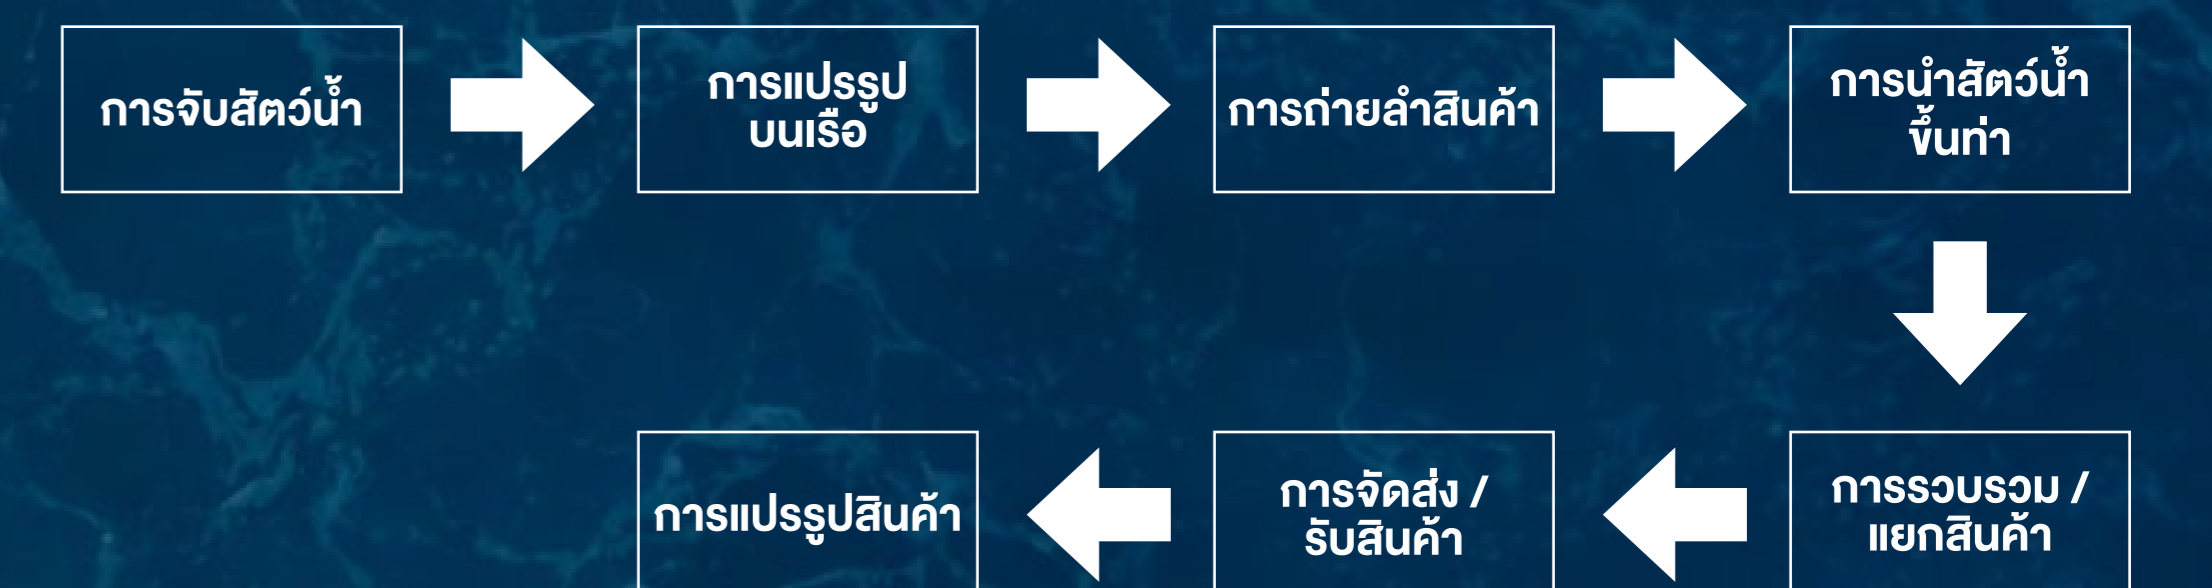 การจับสัตว์น้ำ
การแปรรูป
บนเรือ
การถ่ายลำสินค้า
การนำสัตว์น้ำ
ขึ้นท่า
การรวบรวม /
แยกสินค้า
การจัดส่ง /
รับสินค้า
การแปรรูปสินค้า